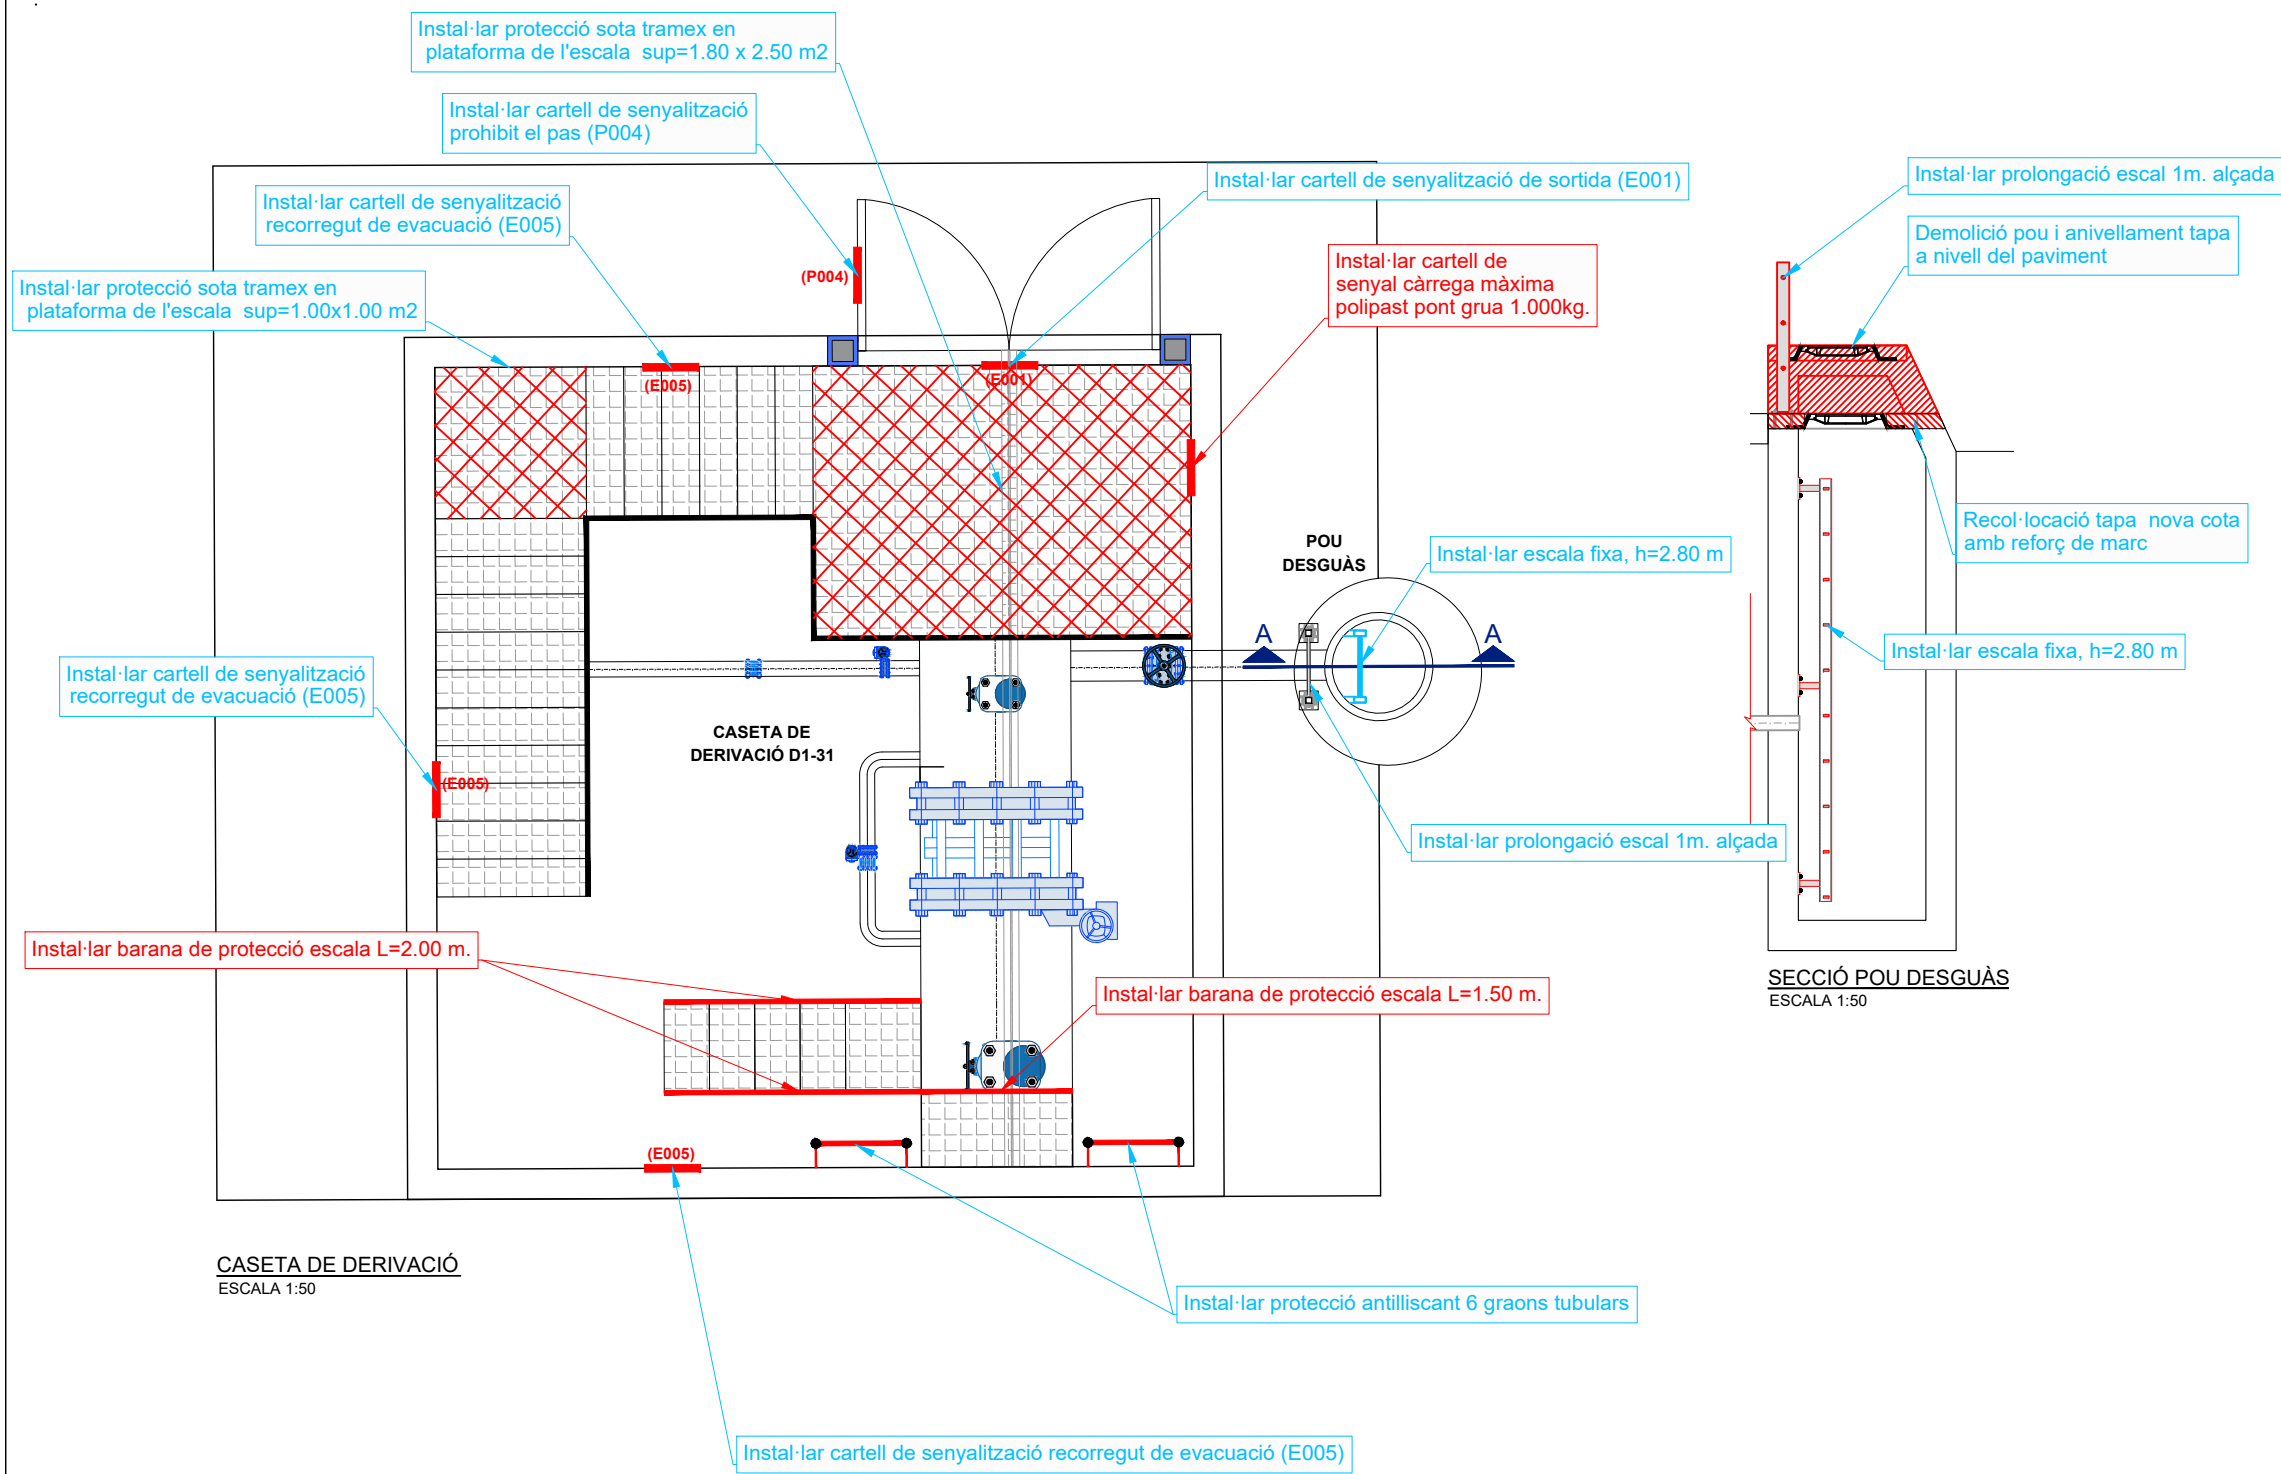 Instal·lar protecció sota tramex en
plataforma de l'escala  sup=1.80 x 2.50 m2
Instal·lar cartell de senyalització
prohibit el pas (P004)
Instal·lar cartell de senyalització de sortida (E001)
Instal·lar prolongació escal 1m. alçada
Instal·lar cartell de senyalització
recorregut de evacuació (E005)
Demolició pou i anivellament tapa
a nivell del paviment
Instal·lar cartell de
senyal càrrega màxima
polipast pont grua 1.000kg.
(P004)
Instal·lar protecció sota tramex en
plataforma de l'escala  sup=1.00x1.00 m2
(E005)
(E001)
Recol·locació tapa  nova cota
amb reforç de marc
POU
DESGUÀS
Instal·lar escala fixa, h=2.80 m
A
A
Instal·lar escala fixa, h=2.80 m
Instal·lar cartell de senyalització
recorregut de evacuació (E005)
CASETA DE
DERIVACIÓ D1-31
(E005)
Instal·lar prolongació escal 1m. alçada
Instal·lar barana de protecció escala L=2.00 m.
Instal·lar barana de protecció escala L=1.50 m.
SECCIÓ POU DESGUÀS
ESCALA 1:50
(E005)
CASETA DE DERIVACIÓ
ESCALA 1:50
Instal·lar protecció antilliscant 6 graons tubulars
Instal·lar cartell de senyalització recorregut de evacuació (E005)